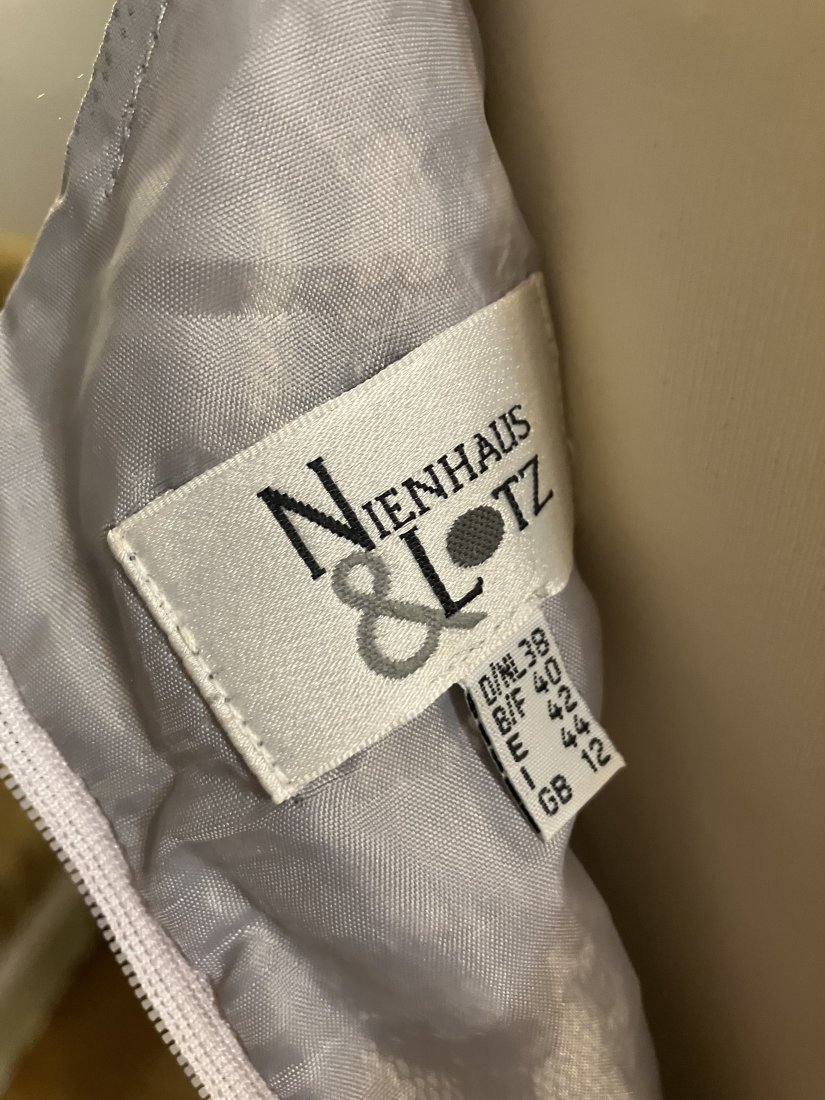 NIENHAUS
& LOTZ
D/NL 38
B/F 40
E 42
I 44
GB 12